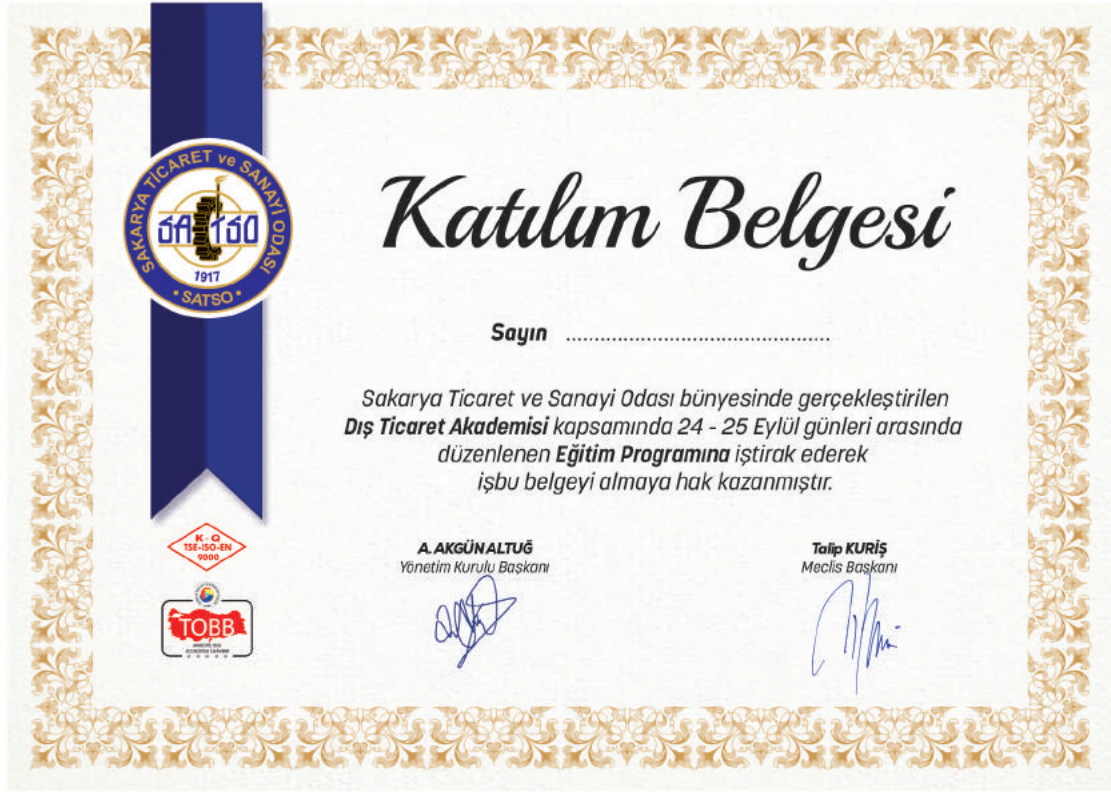 SAKARYA TİCARET ve SANAYİ ODASI
SATSO
1917
• SATSO •
Katılım Belgesi
Sayın ................................................
Sakarya Ticaret ve Sanayi Odası bünyesinde gerçekleştirilen
Dış Ticaret Akademisi kapsamında 24 - 25 Eylül günleri arasında
düzenlenen Eğitim Programına iştirak ederek
işbu belgeyi almaya hak kazanmıştır.
A. AKGÜN ALTUĞ
Yönetim Kurulu Başkanı
Talip KURİŞ
Meclis Başkanı
K - Q
TSE-ISO-EN
9000
TOBB